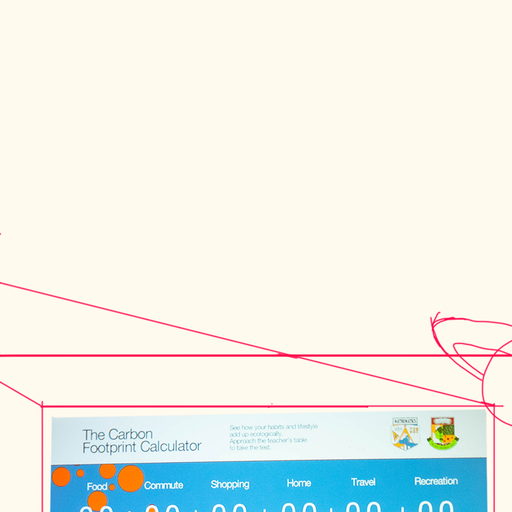 The Carbon
Footprint Calculator
See how your habits and lifestyle
add up ecologically.
Approach the teacher's table
to take the test.
Food
Commute
Shopping
Home
Travel
Recreation